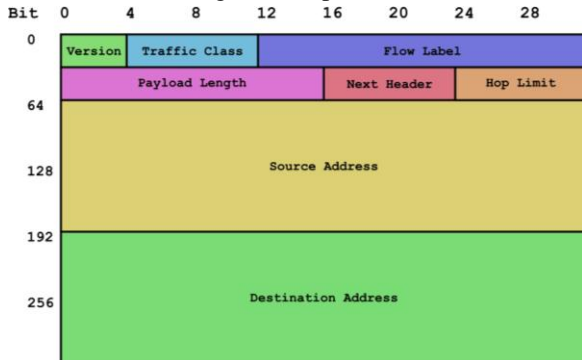 Bit 0 4 8 12 16 20 24 28
0
Version Traffic Class Flow Label
Payload Length Next Header Hop Limit
64
128 Source Address
192
256 Destination Address